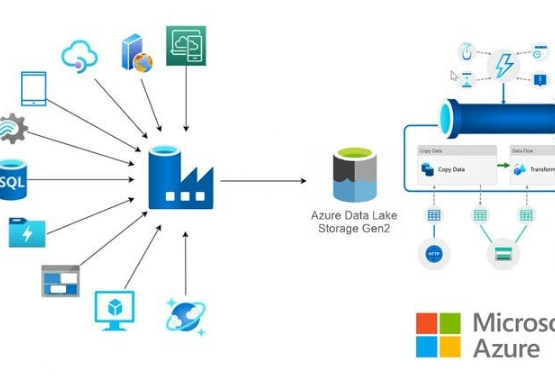 SQL
Azure Data Lake
Storage Gen2
Copy Data
Data Flow
Copy Data
Transform
HTTP
Microso
Azure